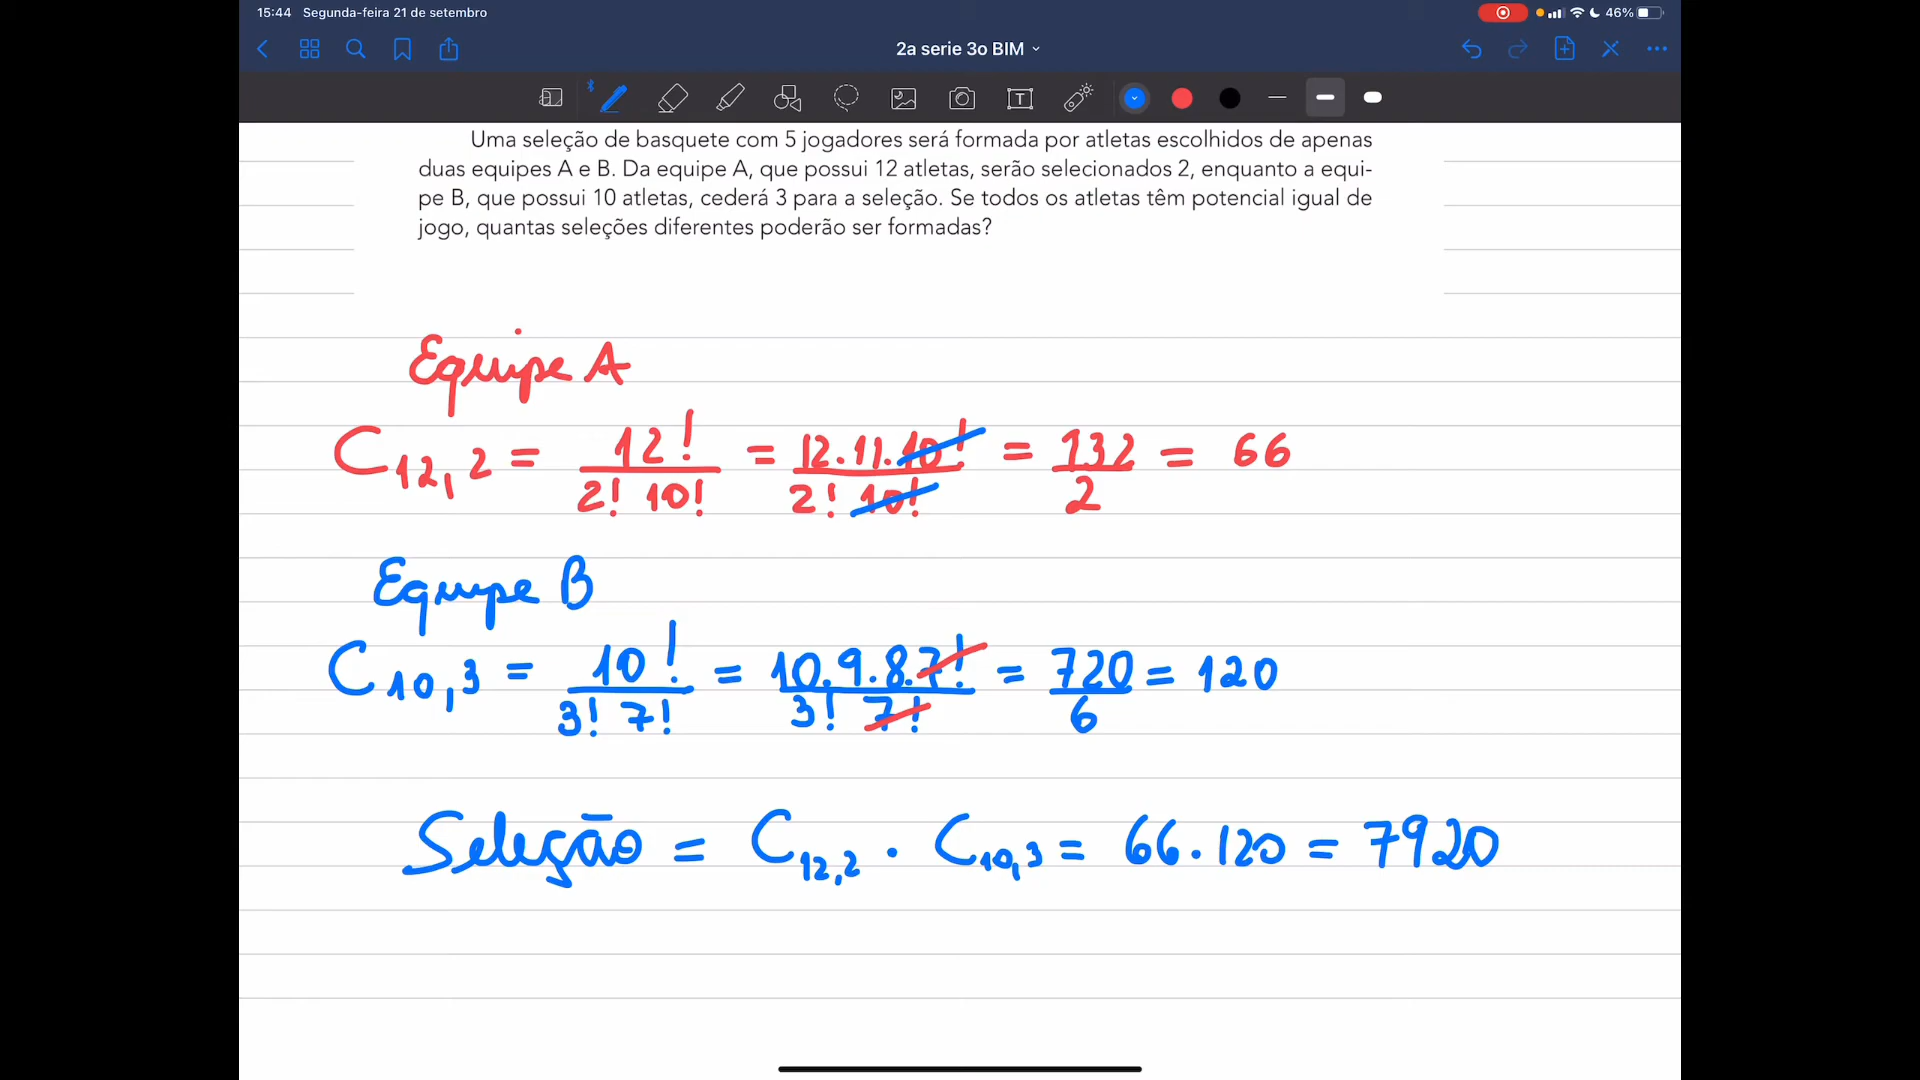 15:44 Segunda-feira 21 de setembro 46%
2a serie 3o BIM
T
Uma seleção de basquete com 5 jogadores será formada por atletas escolhidos de apenas
duas equipes A e B. Da equipe A, que possui 12 atletas, serão selecionados 2, enquanto a equi-
pe B, que possui 10 atletas, cederá 3 para a seleção. Se todos os atletas têm potencial igual de
jogo, quantas seleções diferentes poderão ser formadas?
Equipe A
C12,2 = 12!/2! 10! = 12.11.10!/2! 10! = 132/2 = 66
Equipe B
C10,3 = 10!/3! 7! = 10.9.8.7!/3! 7! = 720/6 = 120
Seleção = C12,2 . C10,3 = 66.120 = 7920